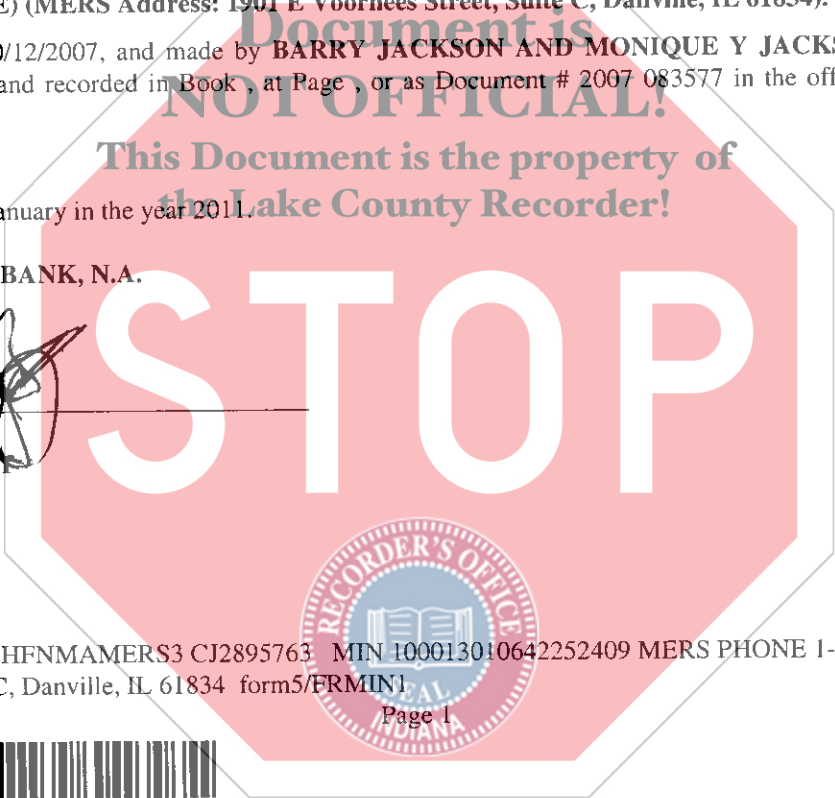 E) (MERS Address: 1901 E Voorhees Street, Suite C, Danville, IL 61834).
Document is
0/12/2007, and made by BARRY JACKSON AND MONIQUE Y JACKS
and recorded in Book , at Page , or as Document # 2007 083577 in the off
NOT OFFICIAL!
This Document is the property of
anuary in the year 2011.
the Lake County Recorder!
BANK, N.A.
STOP
RECORDER'S OFFICE
HFNMAMERS3 CJ2895763 MIN 100013010642252409 MERS PHONE 1-
C, Danville, IL 61834 form5/FRMIN1
SEAL
INDIANA
Page 1